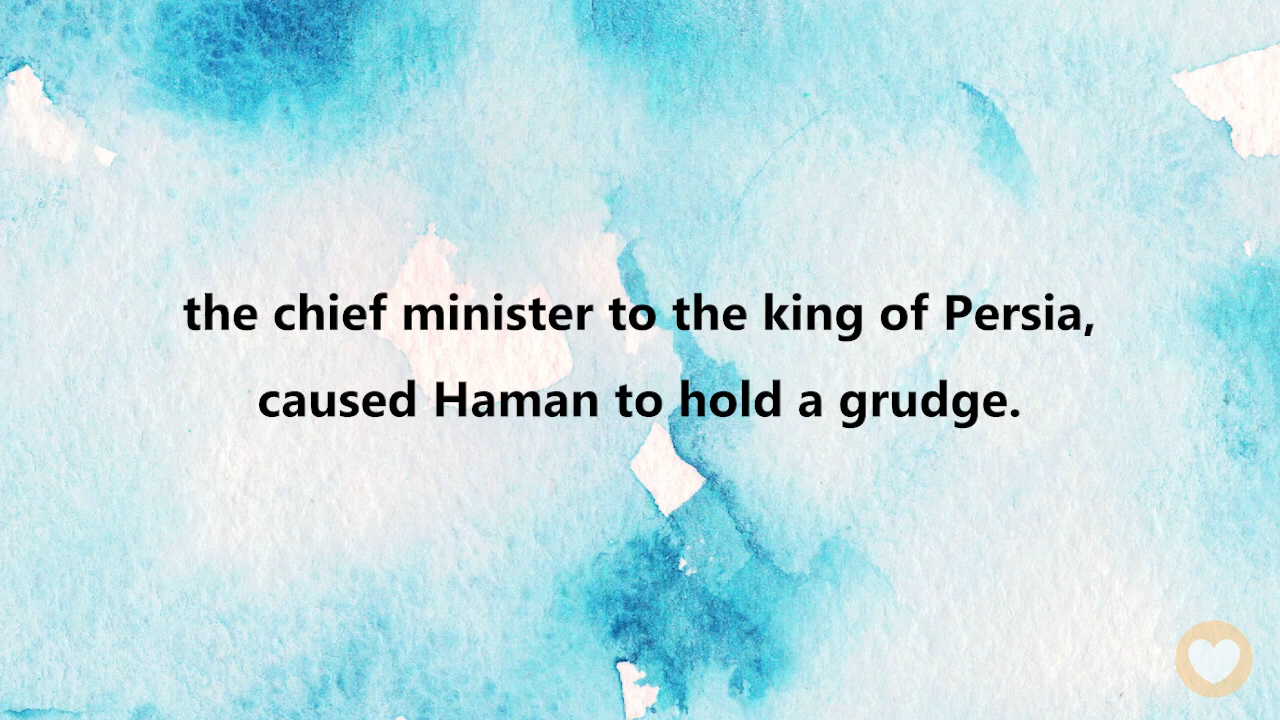 the chief minister to the king of Persia,
caused Haman to hold a grudge.